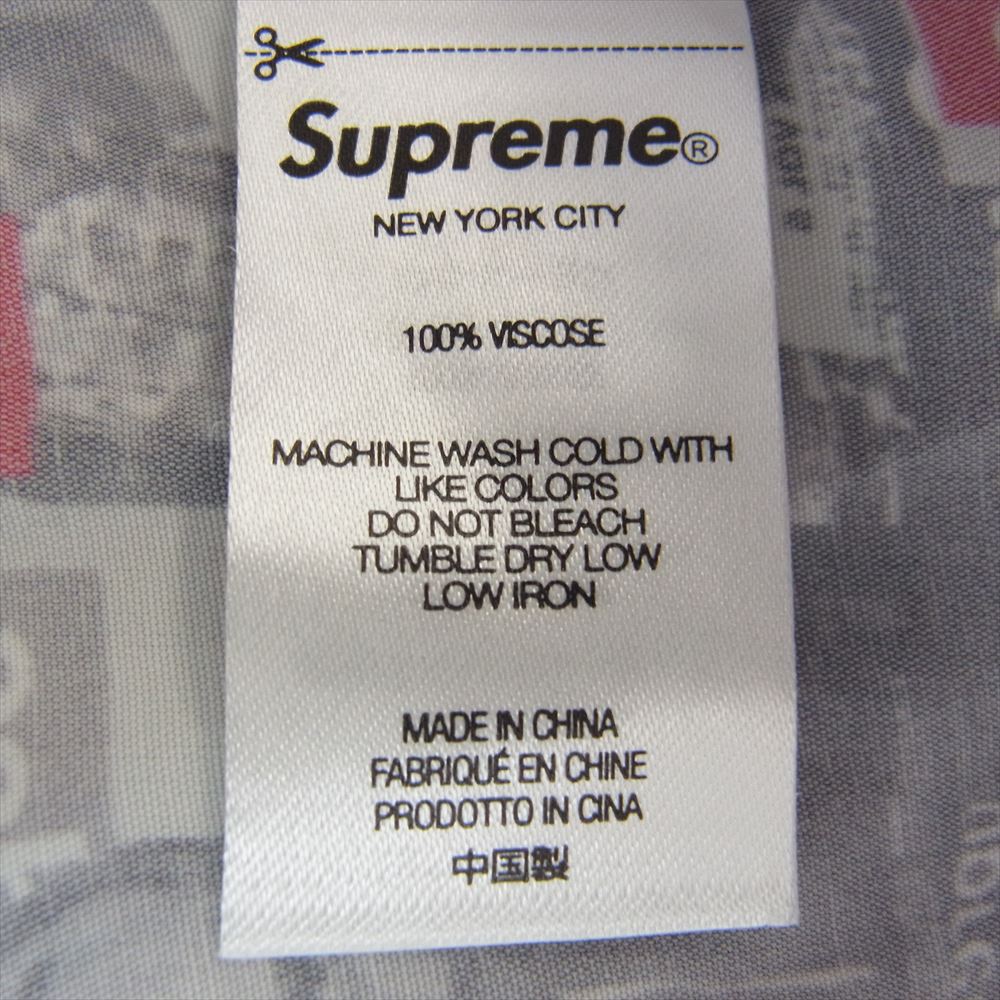 Supreme®
NEW YORK CITY
100% VISCOSE
MACHINE WASH COLD WITH
LIKE COLORS
DO NOT BLEACH
TUMBLE DRY LOW
LOW IRON
MADE IN CHINA
FABRIQUÉ EN CHINE
PRODOTTO IN CINA
中国製